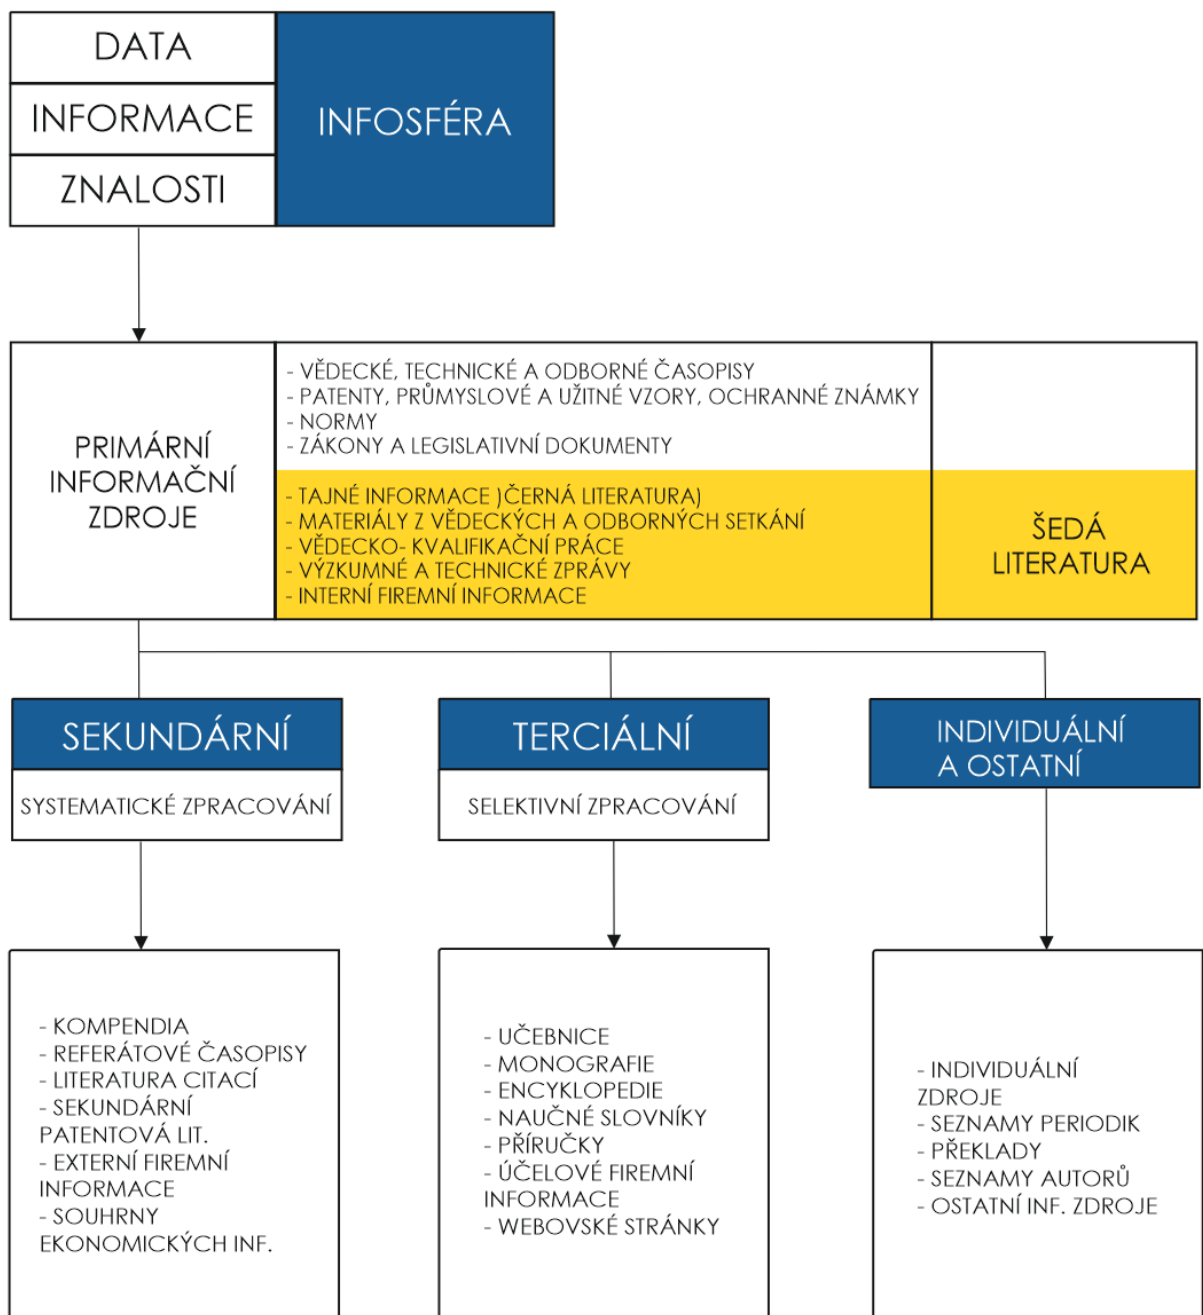 DATA
INFORMACE
ZNALOSTI
INFOSFÉRA
PRIMÁRNÍ
INFORMAČNÍ
ZDROJE
- VĚDECKÉ, TECHNICKÉ A ODBORNÉ ČASOPISY
- PATENTY, PRŮMYSLOVÉ A UŽITNÉ VZORY, OCHRANNÉ ZNÁMKY
- NORMY
- ZÁKONY A LEGISLATIVNÍ DOKUMENTY
- TAJNÉ INFORMACE )ČERNÁ LITERATURA)
- MATERIÁLY Z VĚDECKÝCH A ODBORNÝCH SETKÁNÍ
- VĚDECKO- KVALIFIKAČNÍ PRÁCE
- VÝZKUMNÉ A TECHNICKÉ ZPRÁVY
- INTERNÍ FIREMNÍ INFORMACE
ŠEDÁ
LITERATURA
SEKUNDÁRNÍ
SYSTEMATICKÉ ZPRACOVÁNÍ
TERCIÁLNÍ
SELEKTIVNÍ ZPRACOVÁNÍ
INDIVIDUÁLNÍ
A OSTATNÍ
- KOMPENDIA
- REFERÁTOVÉ ČASOPISY
- LITERATURA CITACÍ
- SEKUNDÁRNÍ
PATENTOVÁ LIT.
- EXTERNÍ FIREMNÍ
INFORMACE
- SOUHRNY
EKONOMICKÝCH INF.
- UČEBNICE
- MONOGRAFIE
- ENCYKLOPEDIE
- NAUČNÉ SLOVNÍKY
- PŘÍRUČKY
- ÚČELOVÉ FIREMNÍ
INFORMACE
- WEBOVSKÉ STRÁNKY
- INDIVIDUÁLNÍ
ZDROJE
- SEZNAMY PERIODIK
- PŘEKLADY
- SEZNAMY AUTORŮ
- OSTATNÍ INF. ZDROJE